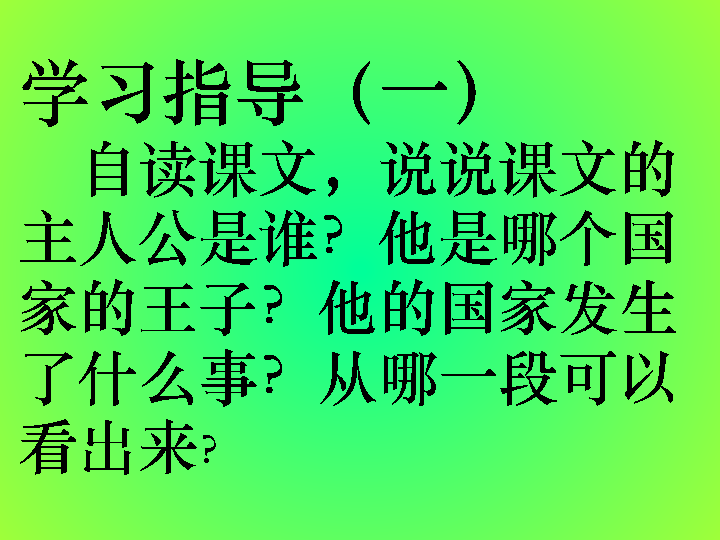 学习指导（一）
自读课文，说说课文的
主人公是谁？他是哪个国
家的王子？他的国家发生
了什么事？从哪一段可以
看出来?